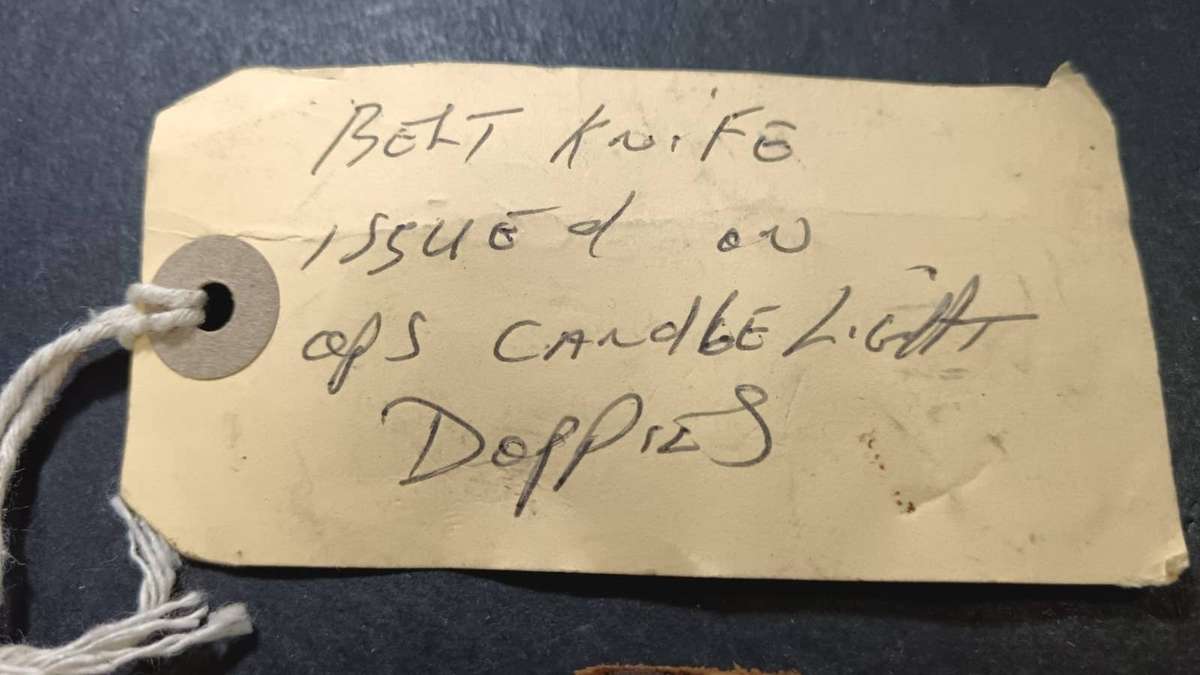 BELT KNiFE
ISSUEd on
OPS CANdLELIGHT
DOppIES